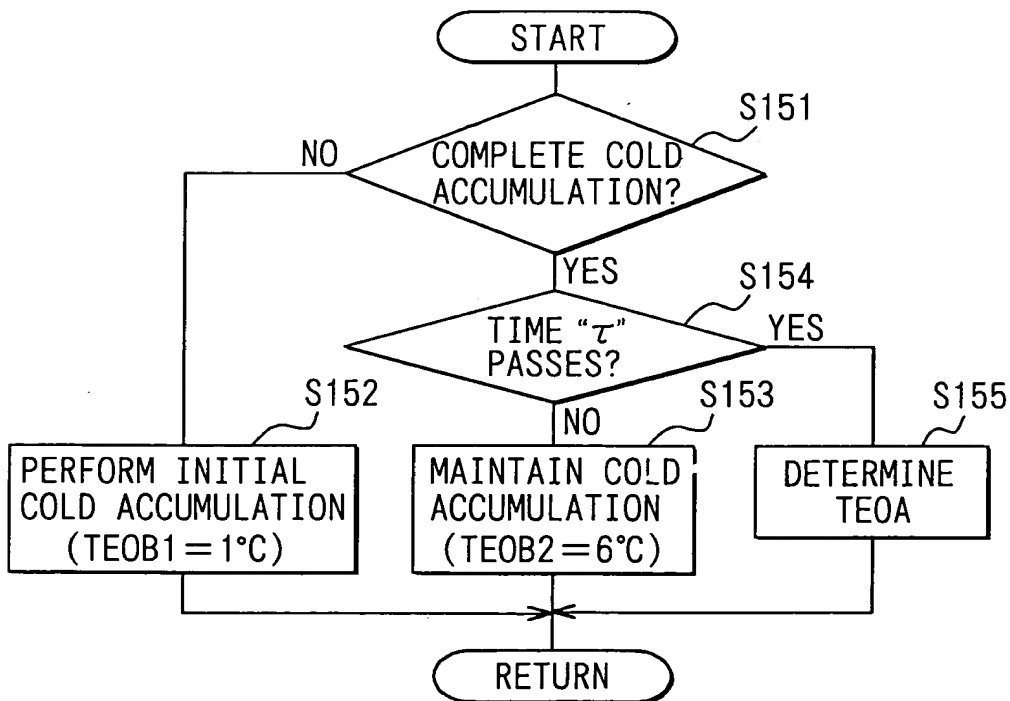 START
S151
NO
COMPLETE COLD
ACCUMULATION?
YES
S154
TIME “τ”
PASSES?
YES
S152
NO
S153
S155
PERFORM INITIAL
COLD ACCUMULATION
(TEOB1=1°C)
MAINTAIN COLD
ACCUMULATION
(TEOB2=6°C)
DETERMINE
TEOA
RETURN